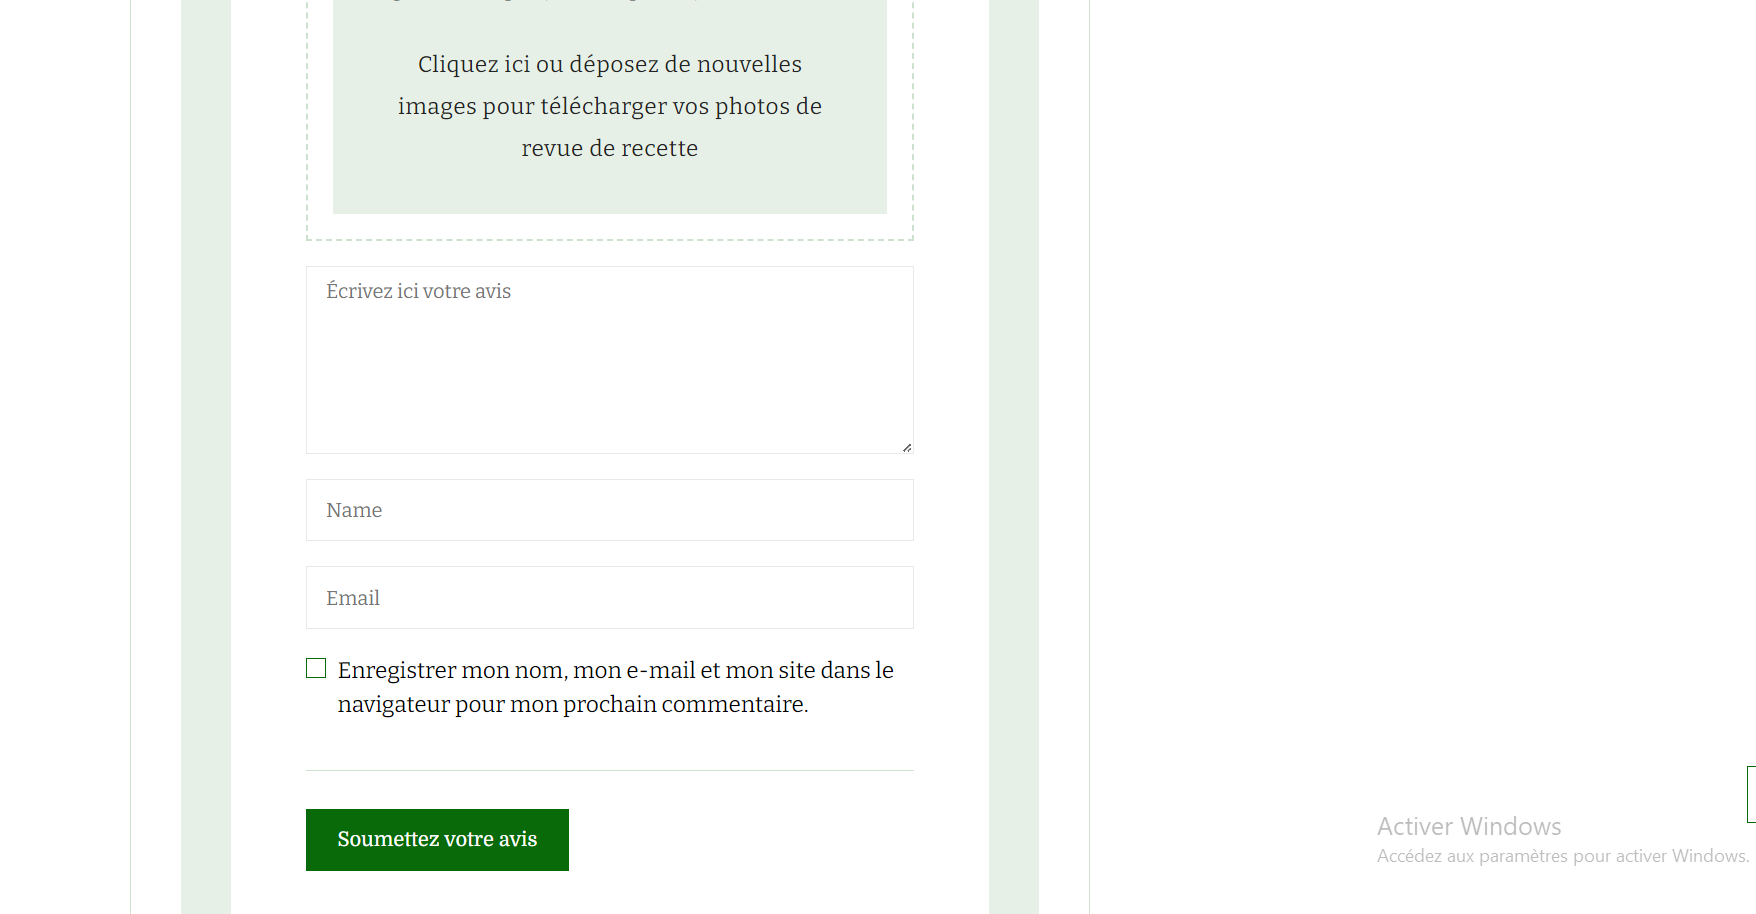 Cliquez ici ou déposez de nouvelles
images pour télécharger vos photos de
revue de recette
Écrivez ici votre avis
Name
Email
Enregistrer mon nom, mon e-mail et mon site dans le
navigateur pour mon prochain commentaire.
Soumettez votre avis
Activer Windows
Accédez aux paramètres pour activer Windows.